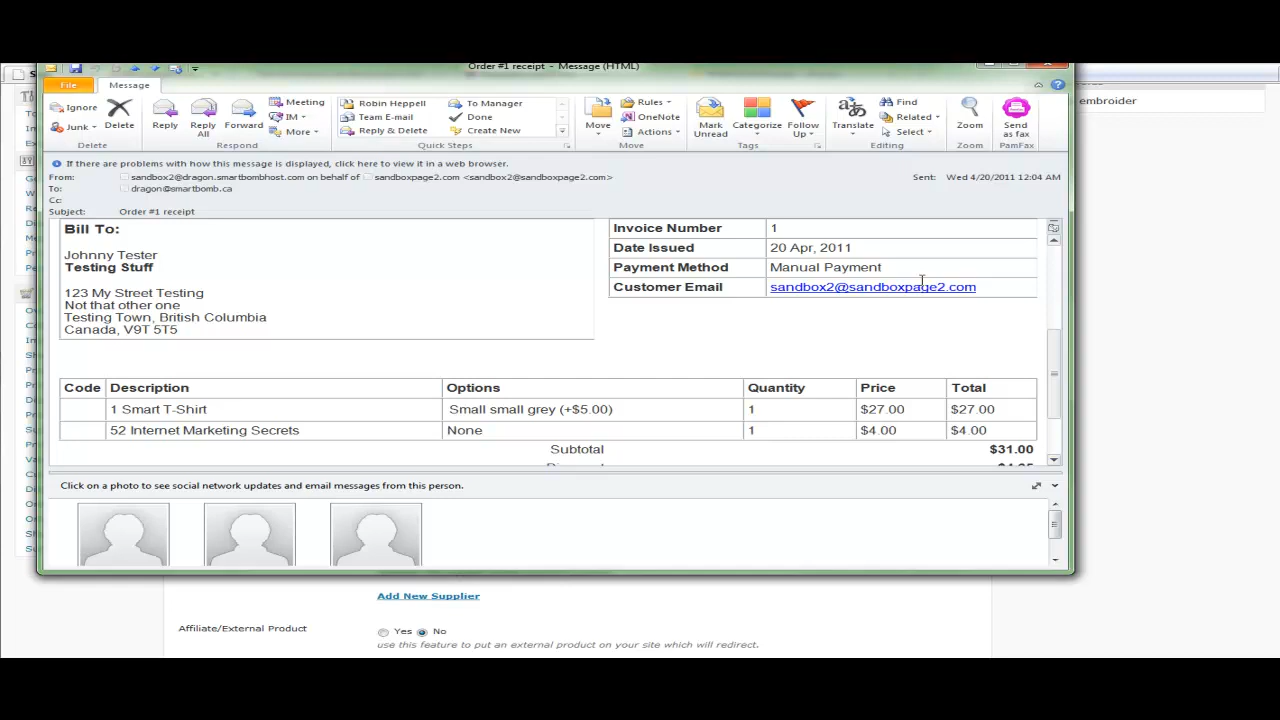 Order #1 receipt - Message (HTML)
File
Message
Ignore
Junk
Delete
Reply
Reply All
Forward
Meeting
IM
More
Robin Heppell
Team E-mail
Reply & Delete
To Manager
Done
Create New
Move
Rules
OneNote
Actions
Mark Unread
Categorize
Follow Up
Translate
Find
Related
Select
Zoom
Send as fax
Delete
Respond
Quick Steps
Move
Tags
Editing
Zoom
PamFax
If there are problems with how this message is displayed, click here to view it in a web browser.
From: sandbox2@dragon.smartbombhost.com on behalf of sandboxpage2.com <sandbox2@sandboxpage2.com>
Sent: Wed 4/20/2011 12:04 AM
To: dragon@smartbomb.ca
Cc:
Subject: Order #1 receipt
Bill To:
Johnny Tester
Testing Stuff
123 My Street Testing
Not that other one
Testing Town, British Columbia
Canada, V9T 5T5
Invoice Number 1
Date Issued 20 Apr, 2011
Payment Method Manual Payment
Customer Email sandbox2@sandboxpage2.com
Code Description Options Quantity Price Total
1 Smart T-Shirt Small small grey (+$5.00) 1 $27.00 $27.00
52 Internet Marketing Secrets None 1 $4.00 $4.00
Subtotal $31.00
Click on a photo to see social network updates and email messages from this person.
embroider
Add New Supplier
Affiliate/External Product
Yes No
use this feature to put an external product on your site which will redirect.